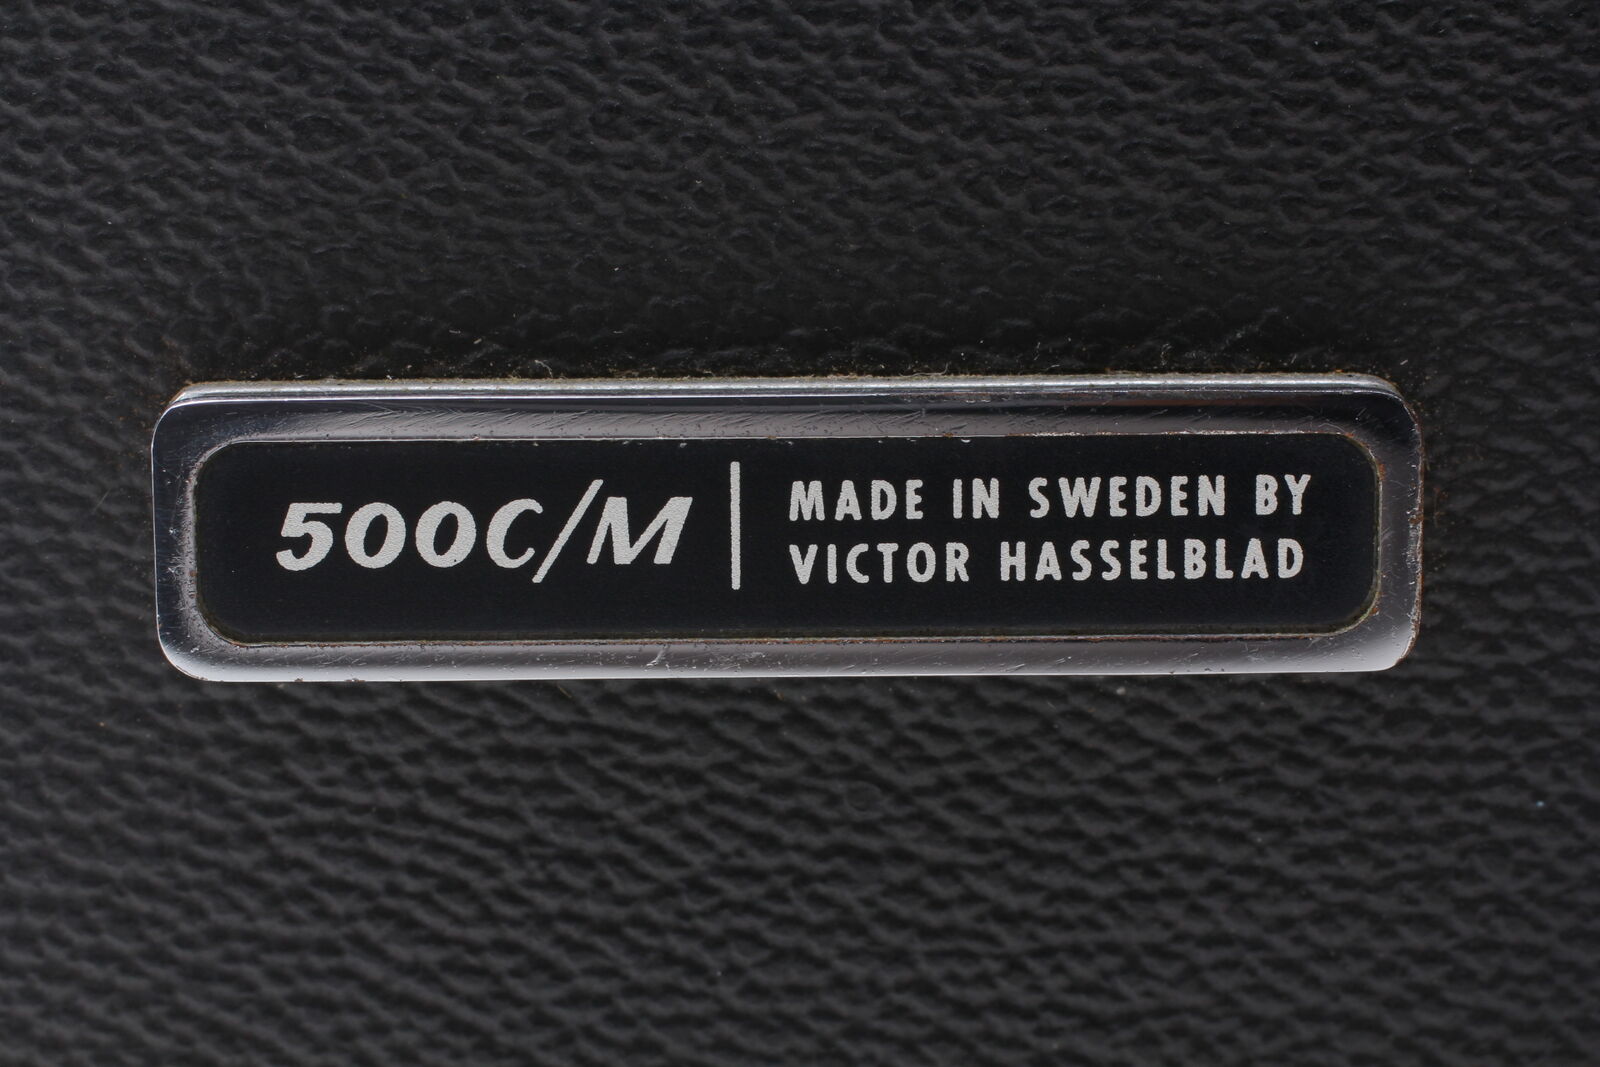 500C/M
MADE IN SWEDEN BY
VICTOR HASSELBLAD